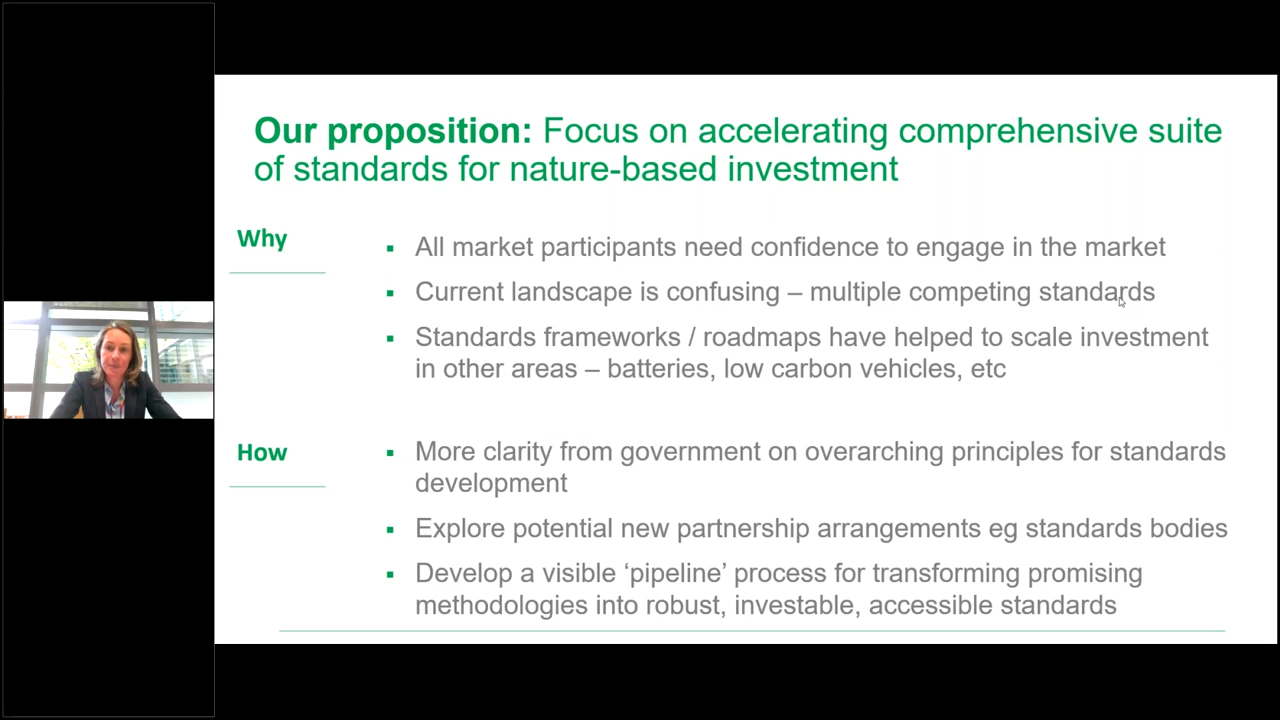 Our proposition: Focus on accelerating comprehensive suite
of standards for nature-based investment
Why
▪ All market participants need confidence to engage in the market
▪ Current landscape is confusing – multiple competing standards
▪ Standards frameworks / roadmaps have helped to scale investment
in other areas – batteries, low carbon vehicles, etc
How
▪ More clarity from government on overarching principles for standards
development
▪ Explore potential new partnership arrangements eg standards bodies
▪ Develop a visible ‘pipeline’ process for transforming promising
methodologies into robust, investable, accessible standards